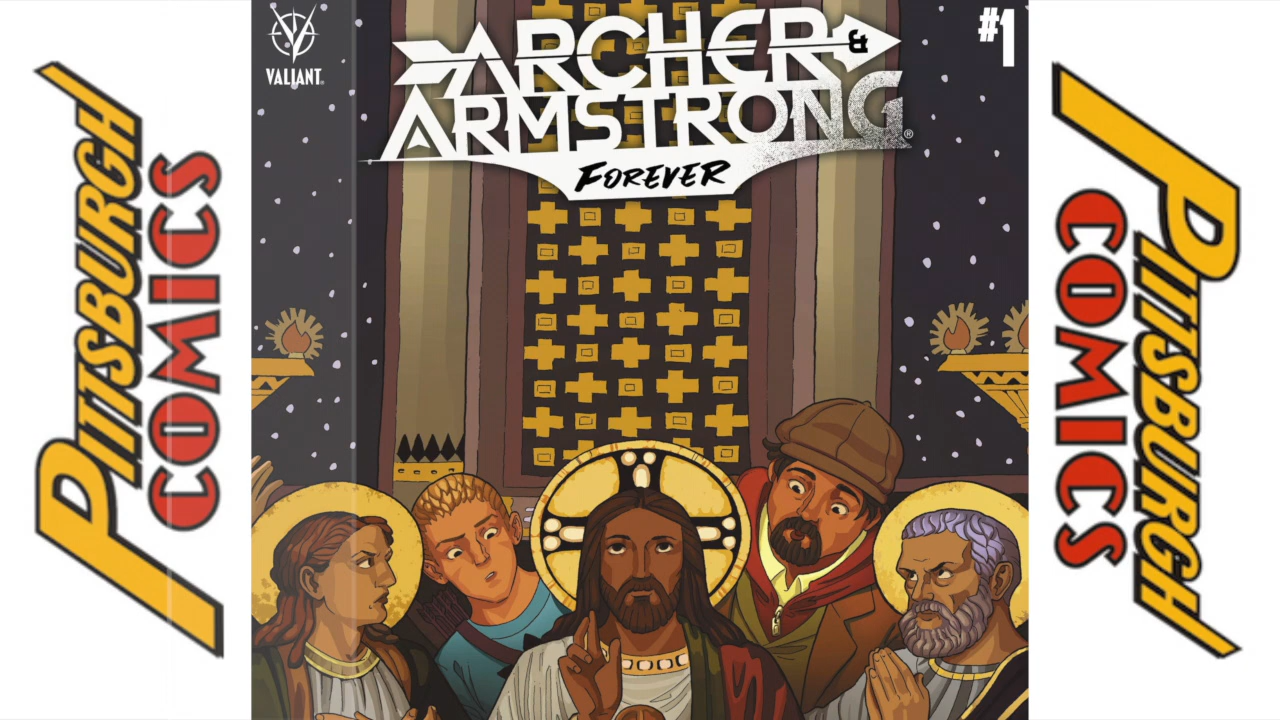 PITTSBURGH
COMICS
VALIANT®
ARCHER &
ARMSTRONG®
FOREVER
#1
PITTSBURGH
COMICS